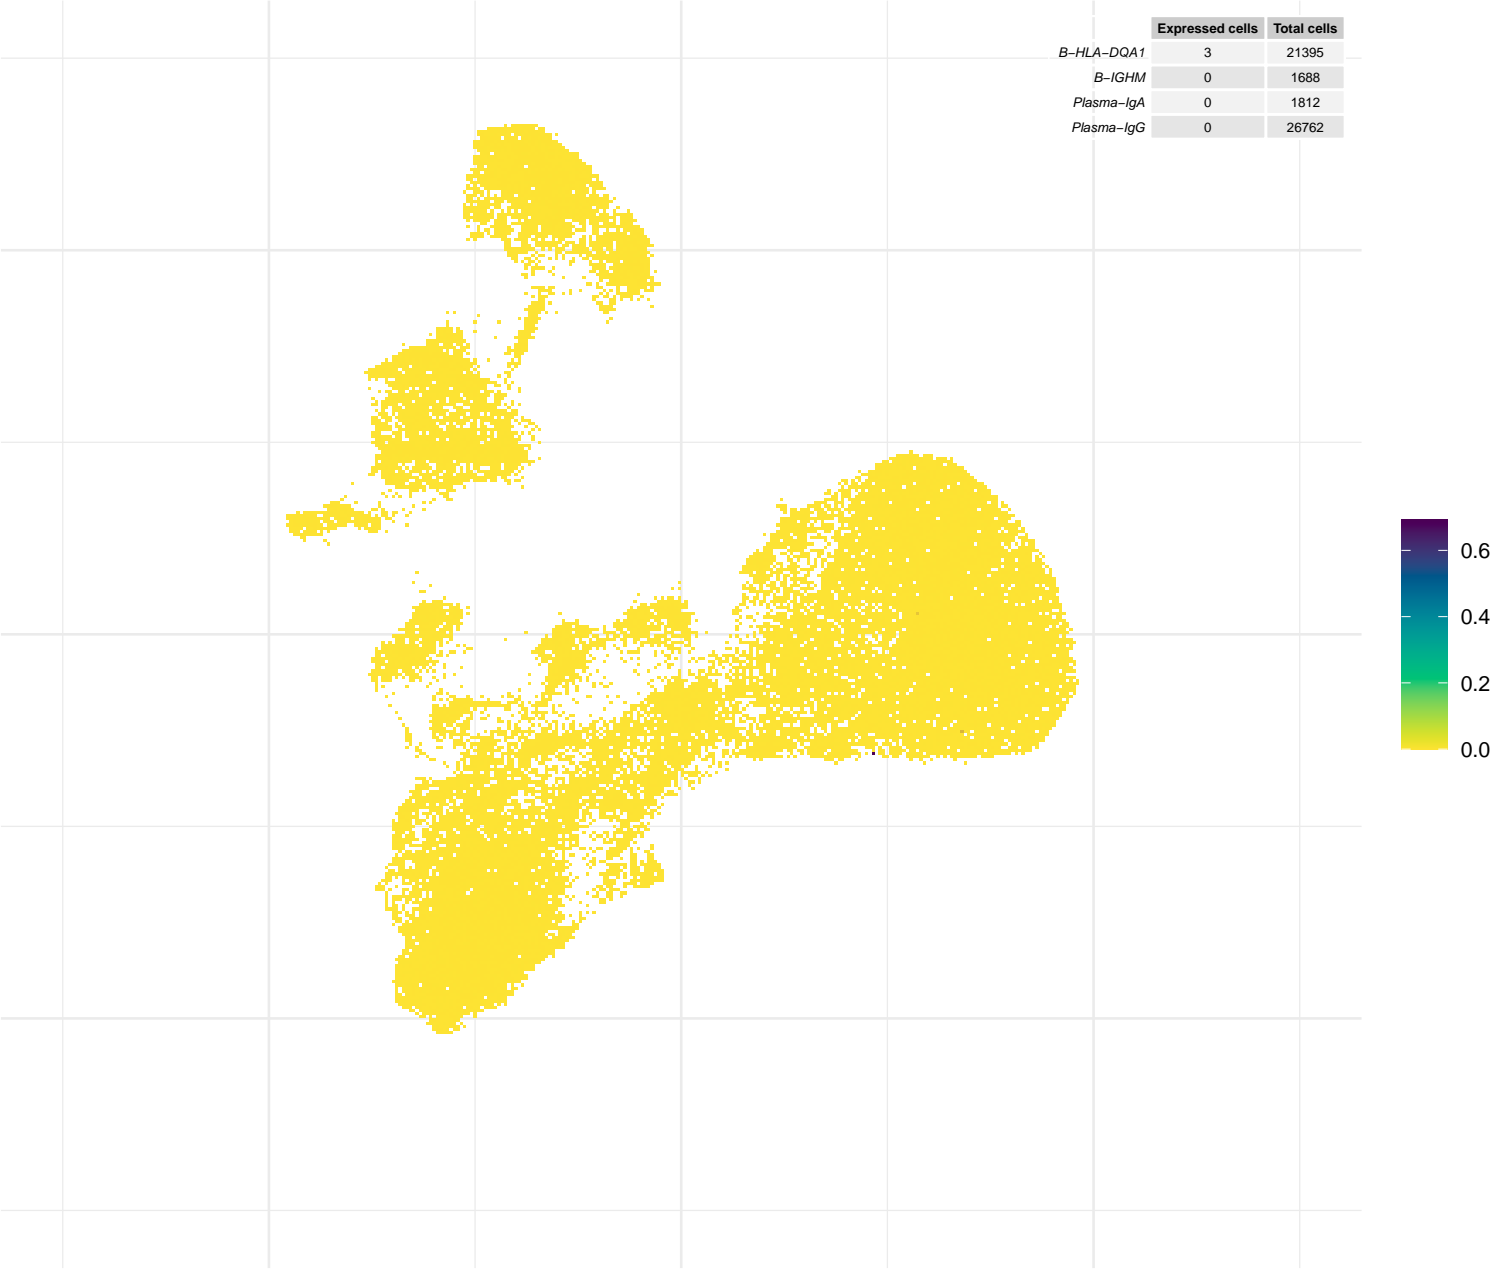 Expressed cells Total cells
B−HLA−DQA1 3 21395
B−IGHM 0 1688
Plasma−IgA 0 1812
Plasma−IgG 0 26762
0.6
0.4
0.2
0.0